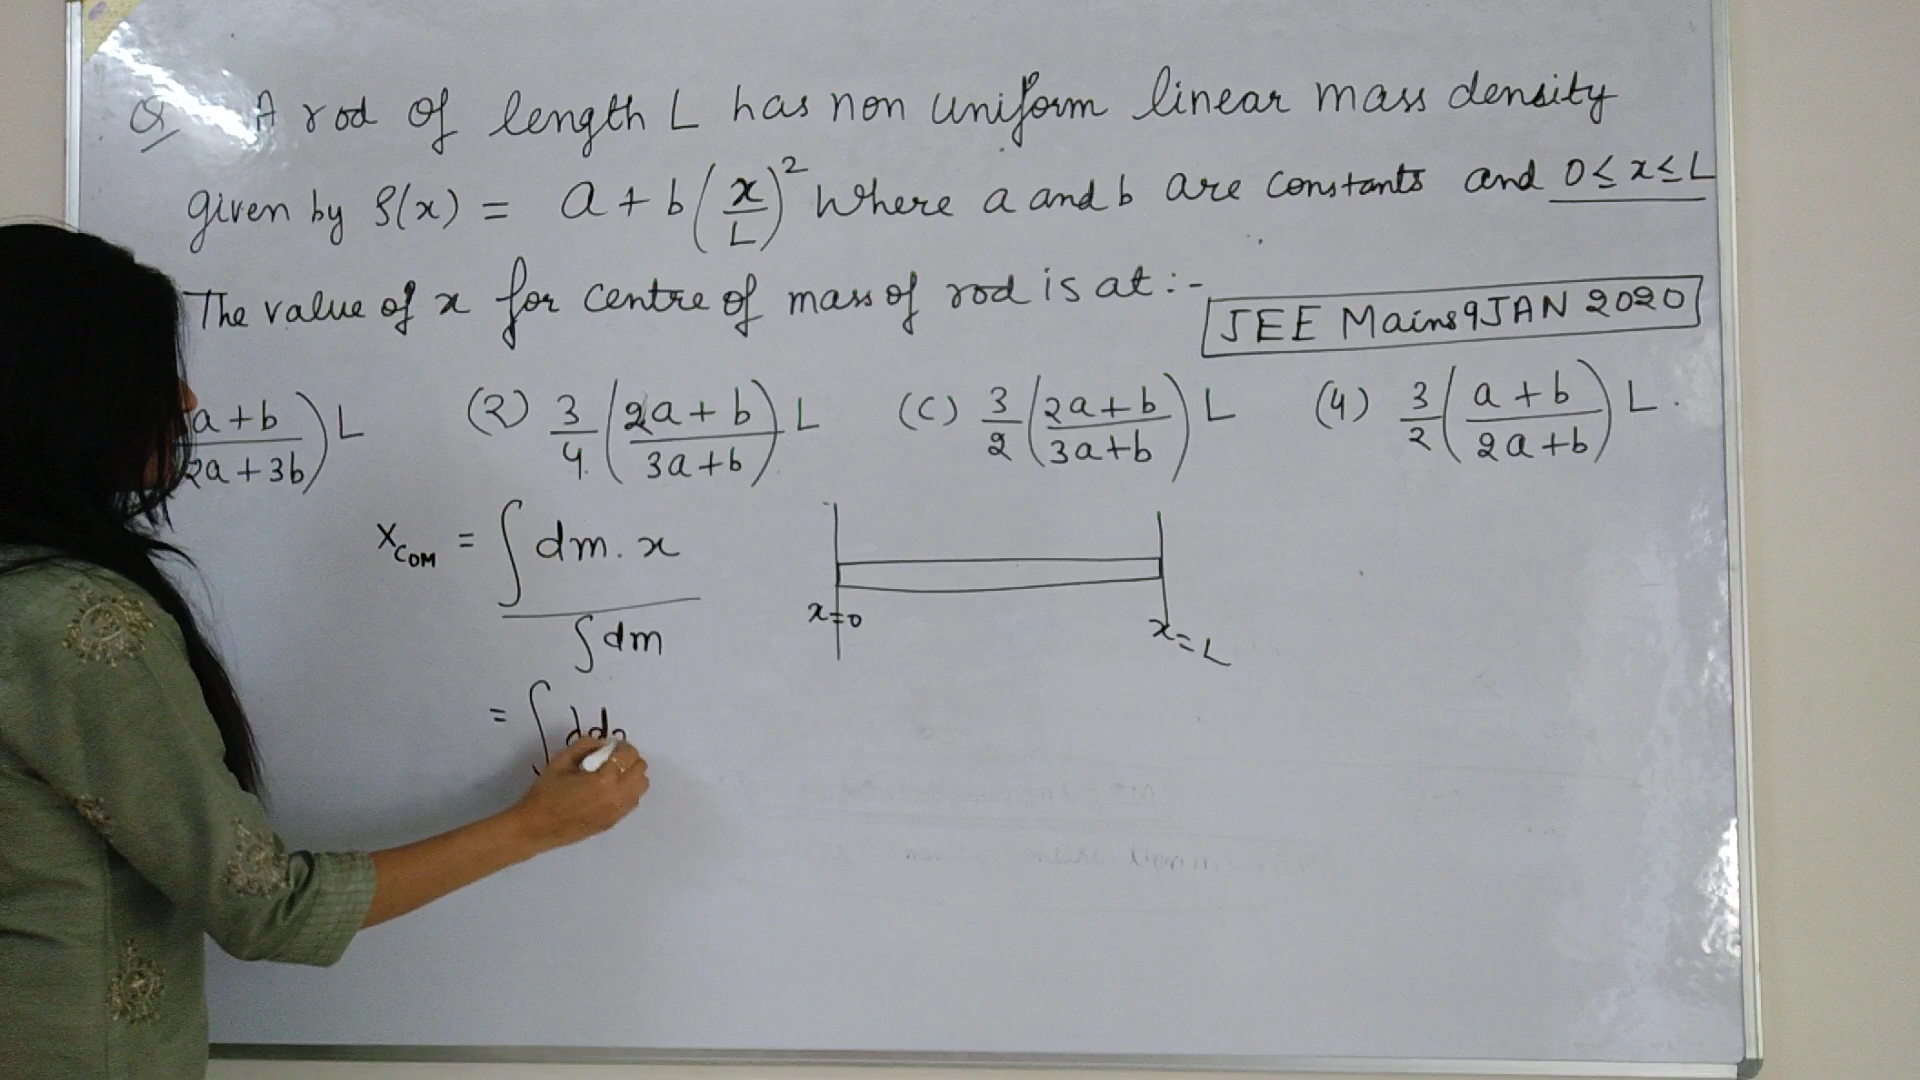 Q A rod of length L has non uniform linear mass density
given by ρ(x) = a + b(x/L)² Where a and b are constants and 0≤x≤L
The value of x for centre of mass of rod is at :-
JEE Mains 9 JAN 2020
(a+b)/(2a+3b) L (2) 3/4 (2a+b)/(3a+b) L (C) 3/2 (2a+b)/(3a+b) L (4) 3/2 (a+b)/(2a+b) L.
X_COM = ∫dm.x / ∫dm
x=0 x=L
= ∫